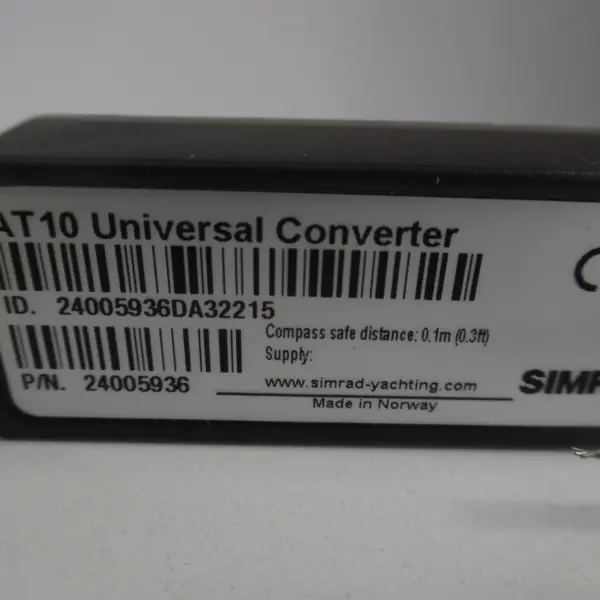 AT10 Universal Converter
ID. 24005936DA32215
Compass safe distance: 0.1m (0.3ft)
Supply:
P/N. 24005936
www.simrad-yachting.com
Made in Norway
SIMR